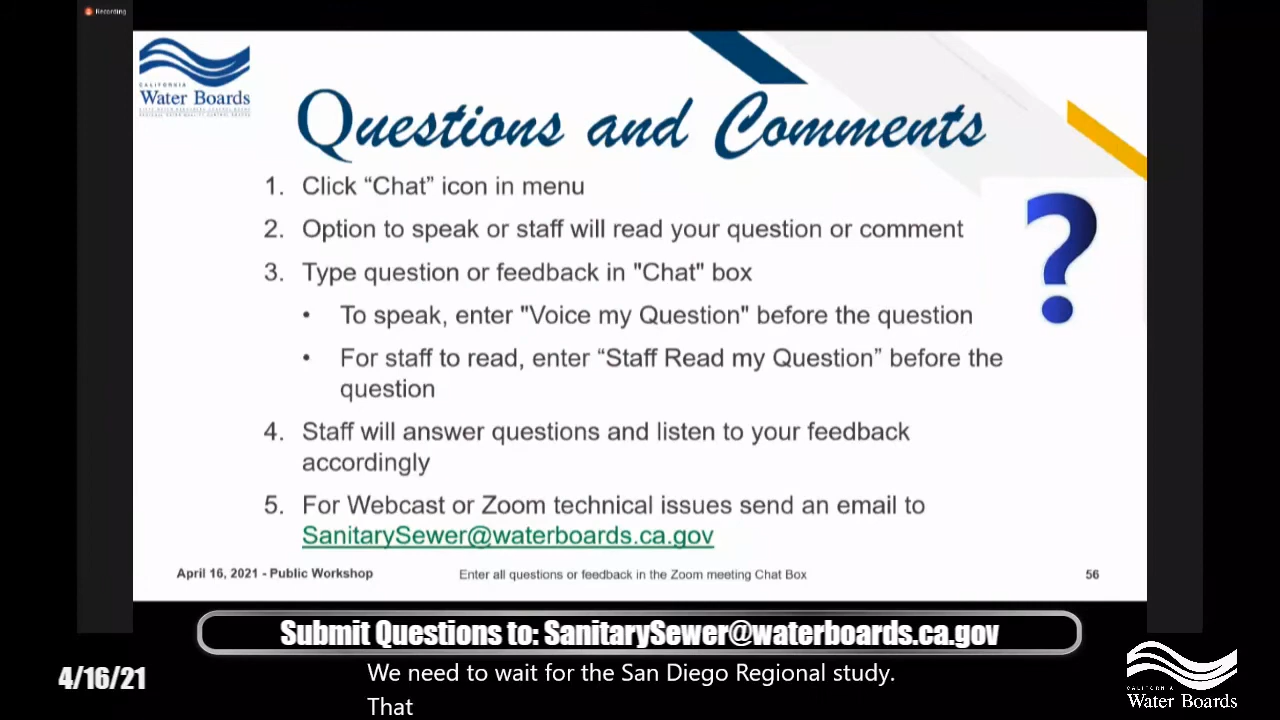 Recording
CALIFORNIA
Water Boards
Questions and Comments
1. Click “Chat” icon in menu
2. Option to speak or staff will read your question or comment
3. Type question or feedback in "Chat" box
• To speak, enter "Voice my Question" before the question
• For staff to read, enter “Staff Read my Question” before the
question
4. Staff will answer questions and listen to your feedback
accordingly
5. For Webcast or Zoom technical issues send an email to
SanitarySewer@waterboards.ca.gov
?
April 16, 2021 - Public Workshop
Enter all questions or feedback in the Zoom meeting Chat Box
56
Submit Questions to: SanitarySewer@waterboards.ca.gov
We need to wait for the San Diego Regional study.
That
4/16/21
CALIFORNIA
Water Boards